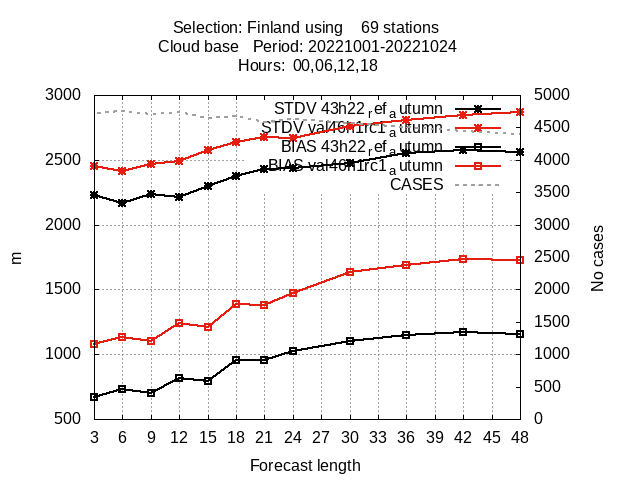 Selection: Finland using    69 stations
Cloud base   Period: 20221001-20221024
Hours:  00,06,12,18
3000
2500
2000
1500
1000
500
m
5000
4500
4000
3500
3000
2500
2000
1500
1000
500
0
No cases
STDV 43h22_ref_autumn
STDV val46h1rc1_autumn
BIAS 43h22_ref_autumn
BIAS val46h1rc1_autumn
CASES
3 6 9 12 15 18 21 24 27 30 33 36 39 42 45 48
Forecast length